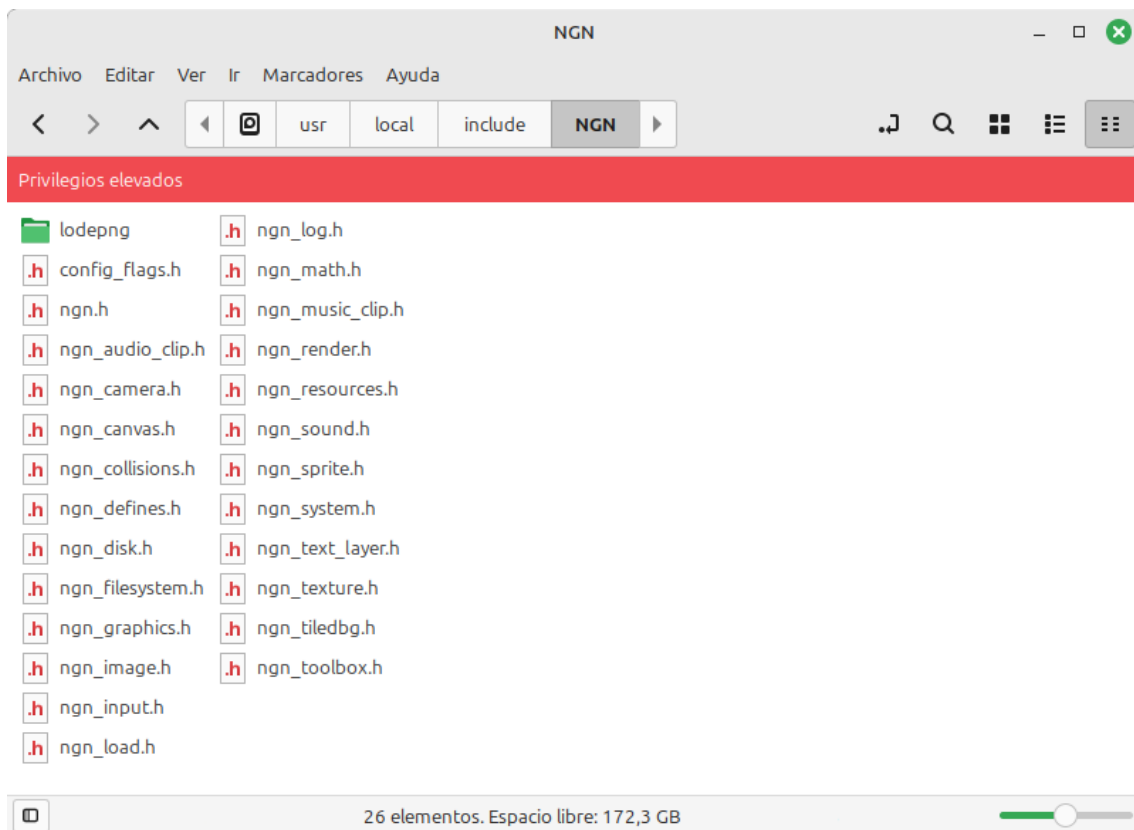 NGN
Archivo Editar Ver Ir Marcadores Ayuda
usr local include NGN
Privilegios elevados
lodepng
.h config_flags.h
.h ngn.h
.h ngn_audio_clip.h
.h ngn_camera.h
.h ngn_canvas.h
.h ngn_collisions.h
.h ngn_defines.h
.h ngn_disk.h
.h ngn_filesystem.h
.h ngn_graphics.h
.h ngn_image.h
.h ngn_input.h
.h ngn_load.h
.h ngn_log.h
.h ngn_math.h
.h ngn_music_clip.h
.h ngn_render.h
.h ngn_resources.h
.h ngn_sound.h
.h ngn_sprite.h
.h ngn_system.h
.h ngn_text_layer.h
.h ngn_texture.h
.h ngn_tiledbg.h
.h ngn_toolbox.h
26 elementos. Espacio libre: 172,3 GB